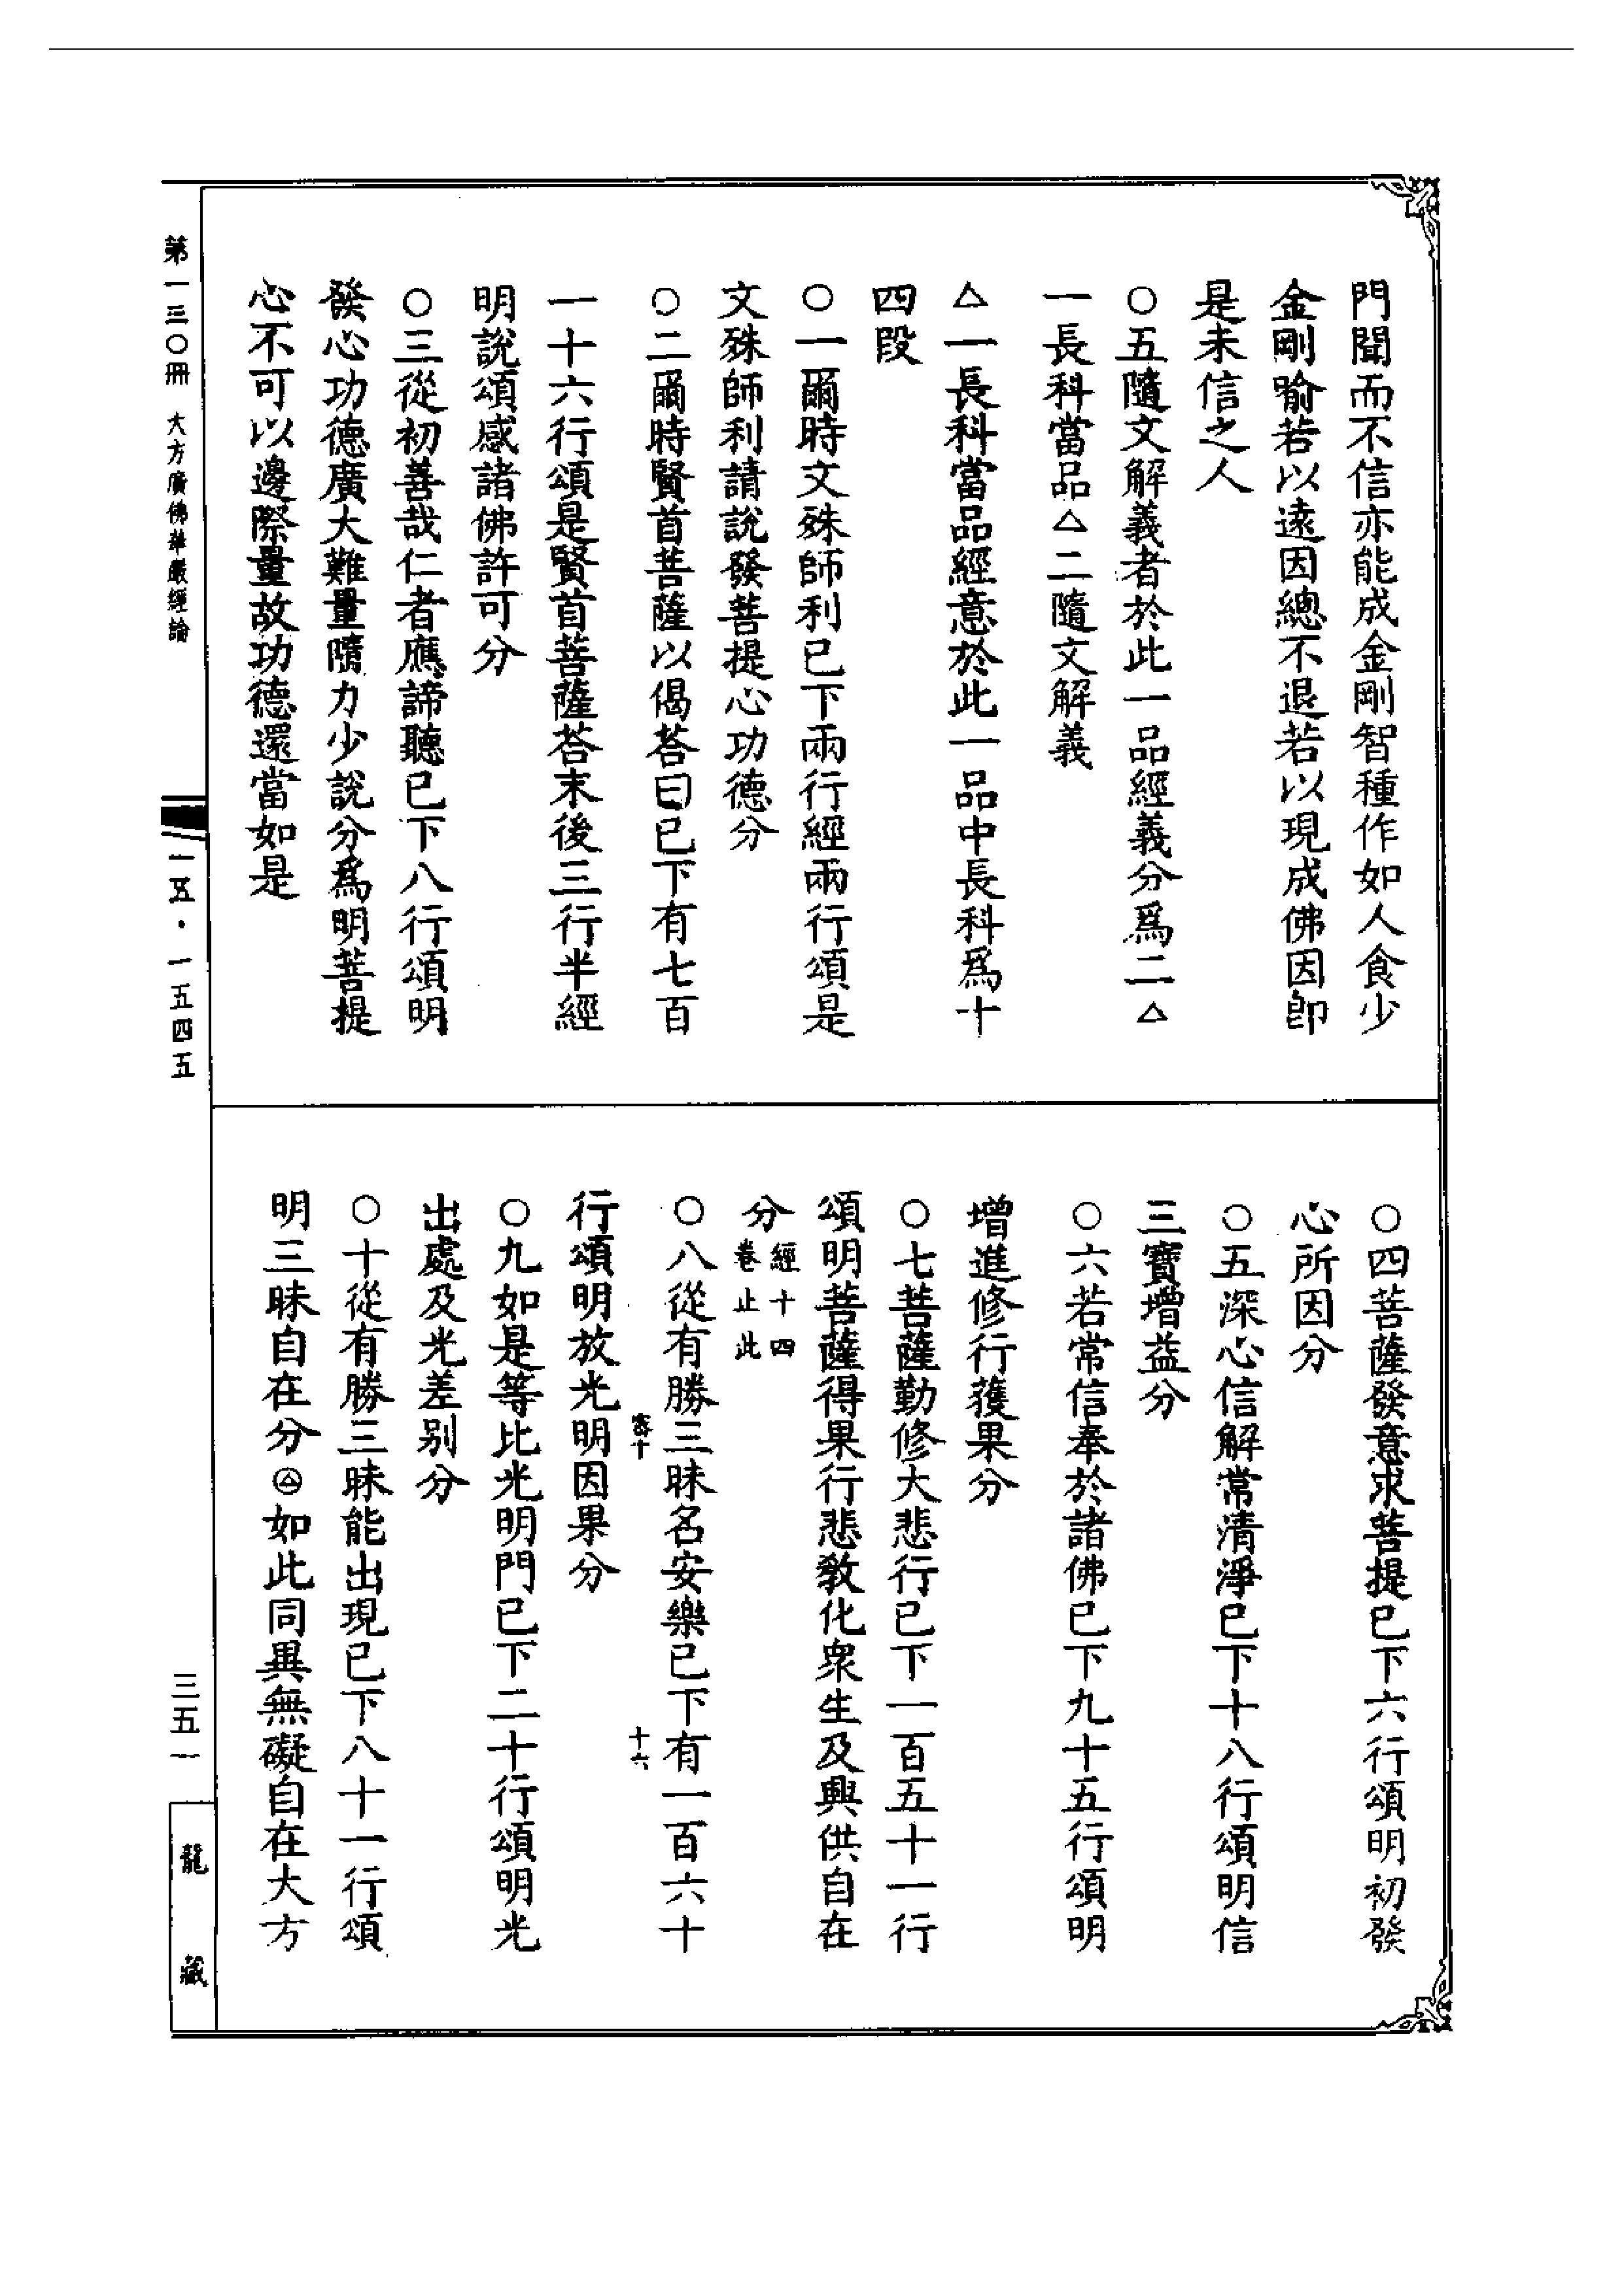 門聞而不信亦能成金剛智種作如人食少
金剛喻若以遠因總不退若以現成佛因卽
是未信之人
○五隨文解義者於此一品經義分爲二△
一長科當品△二隨文解義
△一長科當品經意於此一品中長科爲十
四段
○一爾時文殊師利已下兩行經兩行頌是
文殊師利請說發菩提心功德分
○二爾時賢首菩薩以偈荅曰已下有七百
一十六行頌是賢首菩薩荅末後三行半經
明說頌感諸佛許可分
○三從初善哉仁者應諦聽已下八行頌明
發心功德廣大難量隨力少說分爲明菩提
心不可以邊際量故功德還當如是
○四菩薩發意求菩提已下六行頌明初發
心所因分
○五深心信解常清淨已下十八行頌明信
三寶增益分
○六若常信奉於諸佛已下九十五行頌明
增進修行獲果分
○七菩薩勤修大悲行已下一百五十一行
頌明菩薩得果行悲敎化衆生及興供自在
分 經十四卷止此
○八從有勝三昧名安樂已下有一百六十
十六
行頌明放光明因果分
○九如是等比光明門已下二十行頌明光
出處及光差别分
○十從有勝三昧能出現已下八十一行頌
明三昧自在分㊁如此同異無礙自在大方
第一三〇冊 大方廣佛華嚴經論
一五·一五四五
三五一
龍藏